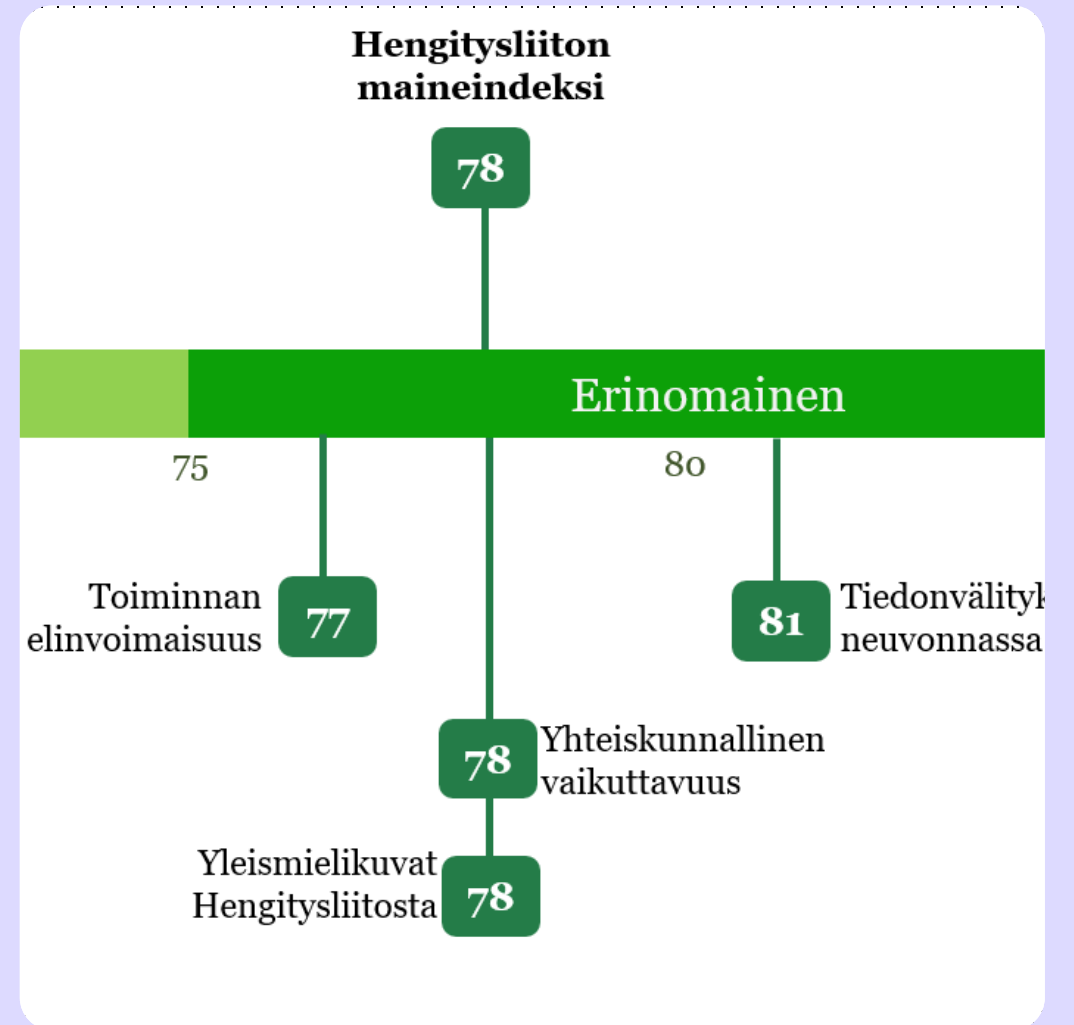 Hengitysliiton
maineindeksi
78
Erinomainen
75
80
Toiminnan
elinvoimaisuus
77
81
neuvonnassa
78
Yhteiskunnallinen
vaikuttavuus
Yleismielikuvat
Hengitysliitosta
78